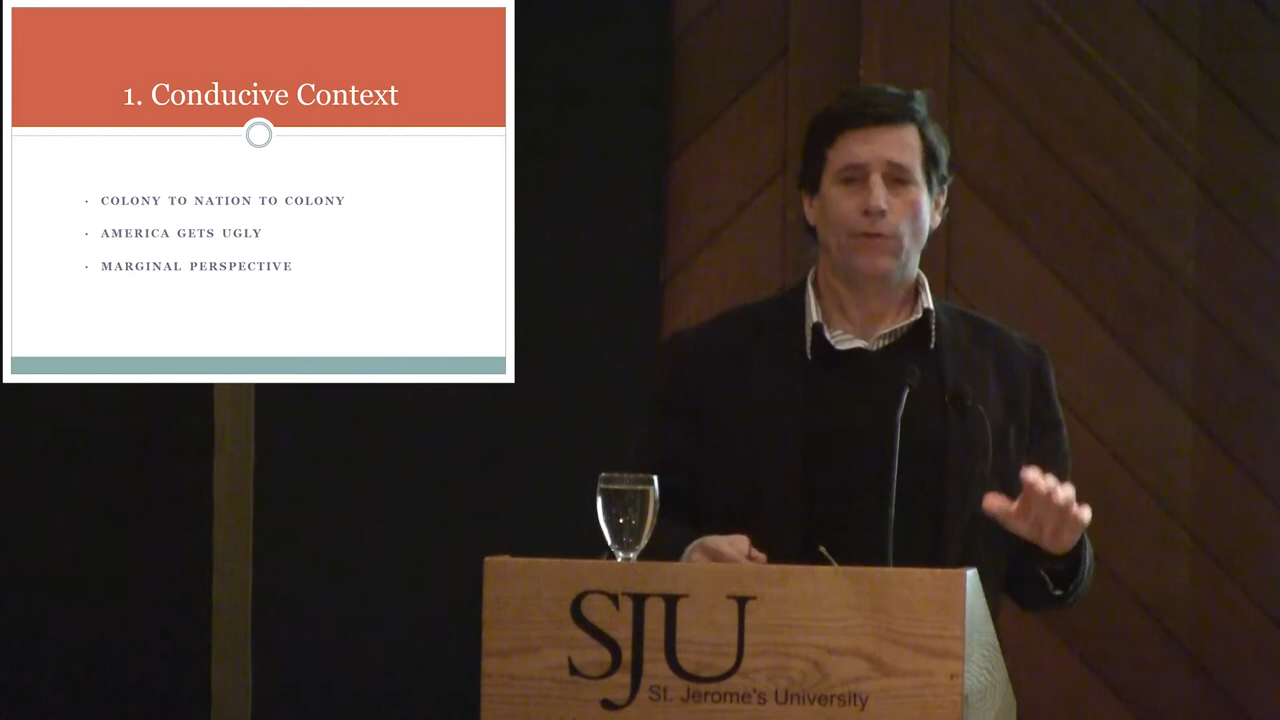 1. Conducive Context
· COLONY TO NATION TO COLONY
· AMERICA GETS UGLY
· MARGINAL PERSPECTIVE
SJU
St. Jerome's University